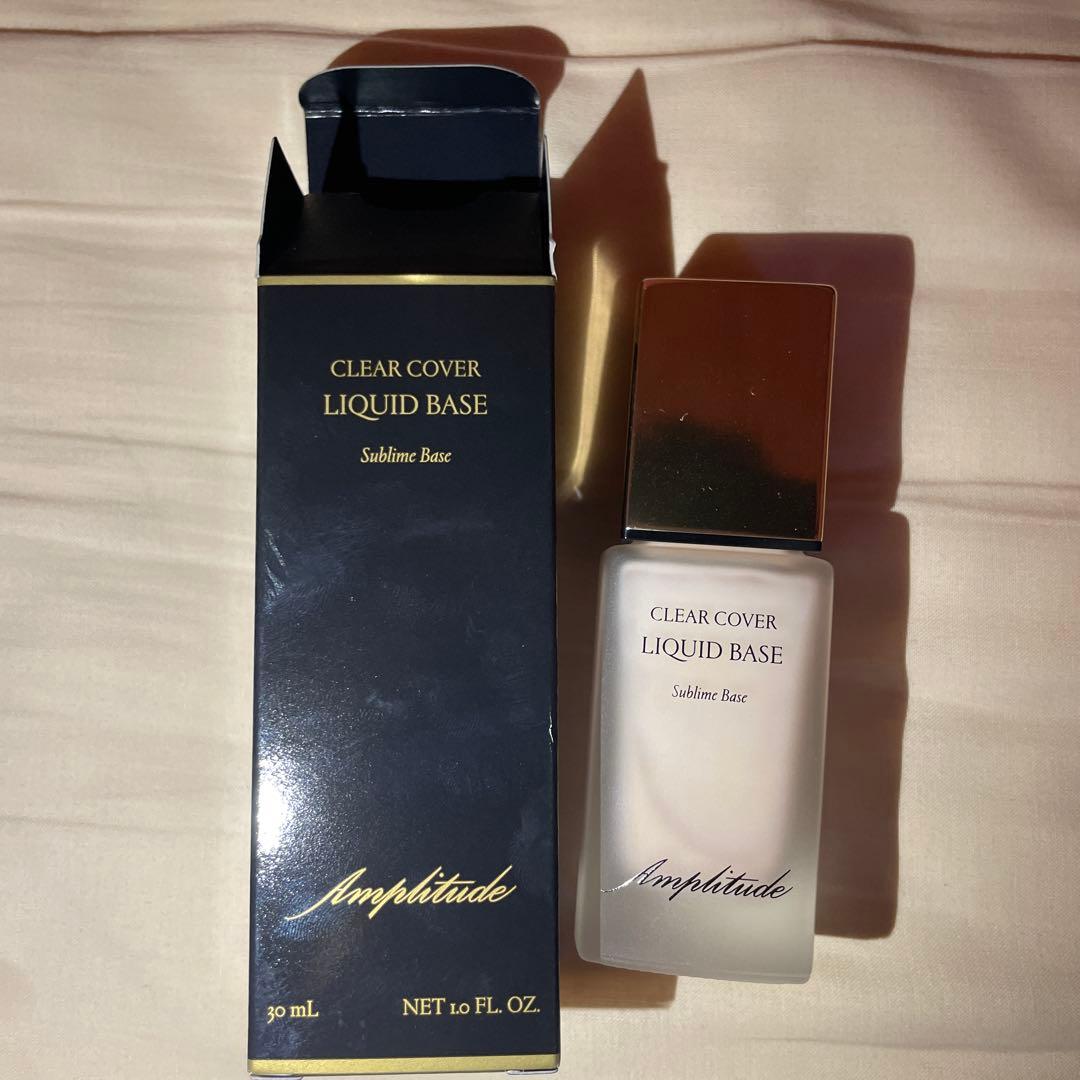 CLEAR COVER
LIQUID BASE
Sublime Base
Amplitude
30 mL
NET 1.0 FL. OZ.
CLEAR COVER
LIQUID BASE
Sublime Base
Amplitude